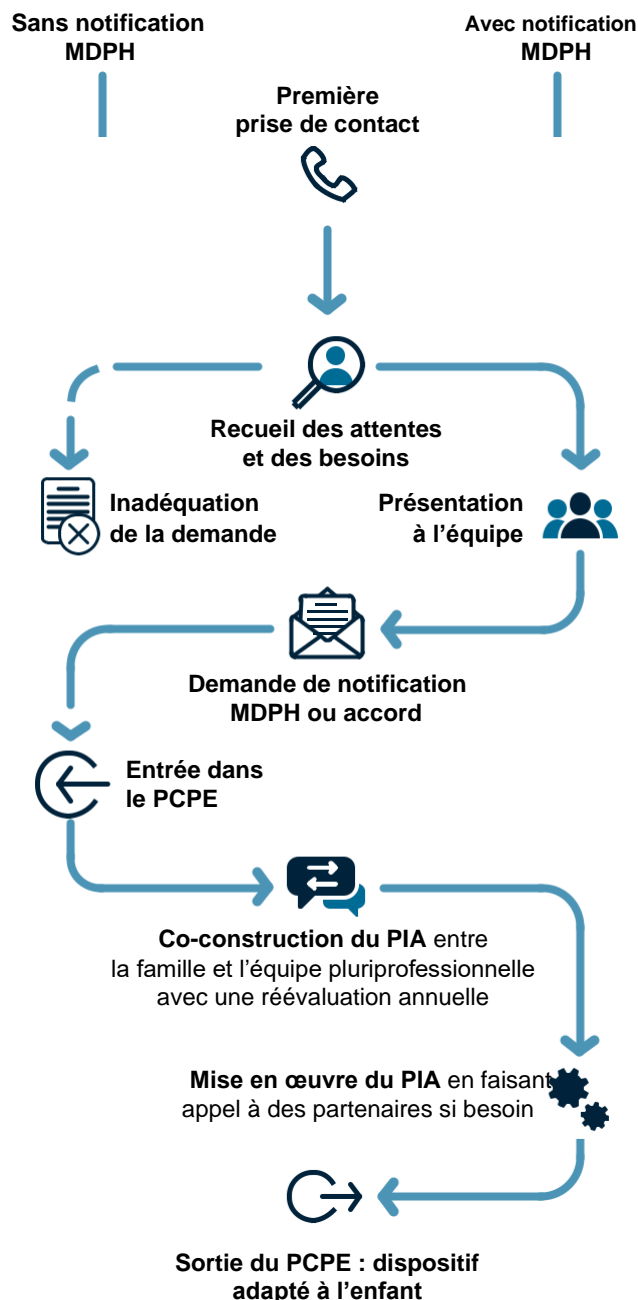 Sans notification
MDPH
Avec notification
MDPH
Première
prise de contact
Recueil des attentes
et des besoins
Inadéquation
de la demande
Présentation
à l'équipe
Demande de notification
MDPH ou accord
Entrée dans
le PCPE
Co-construction du PIA entre
la famille et l'équipe pluriprofessionnelle
avec une réévaluation annuelle
Mise en œuvre du PIA en faisant
appel à des partenaires si besoin
Sortie du PCPE : dispositif
adapté à l'enfant